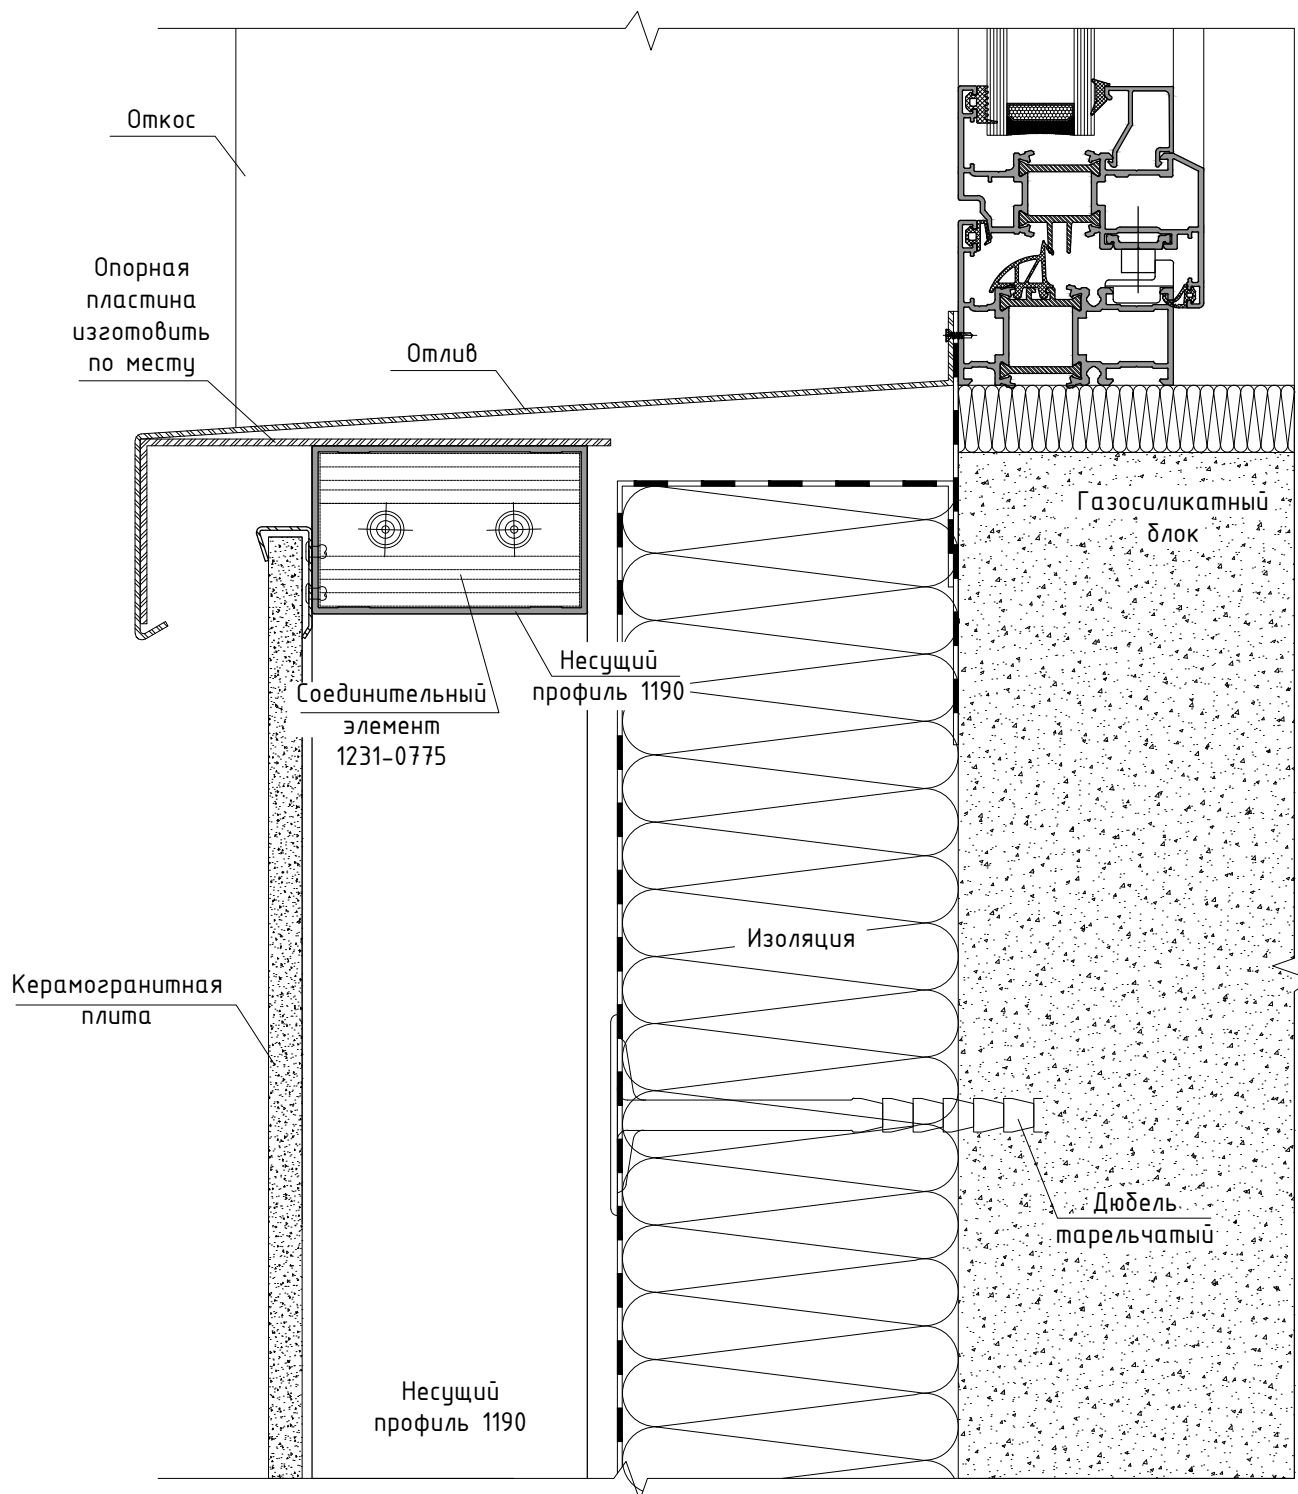 Откос
Опорная
пластина
изготовить
по месту
Отлив
Газосиликатный
блок
Несущий
профиль 1190
Соединительный
элемент
1231-0775
Изоляция
Керамогранитная
плита
Дюбель
тарельчатый
Несущий
профиль 1190